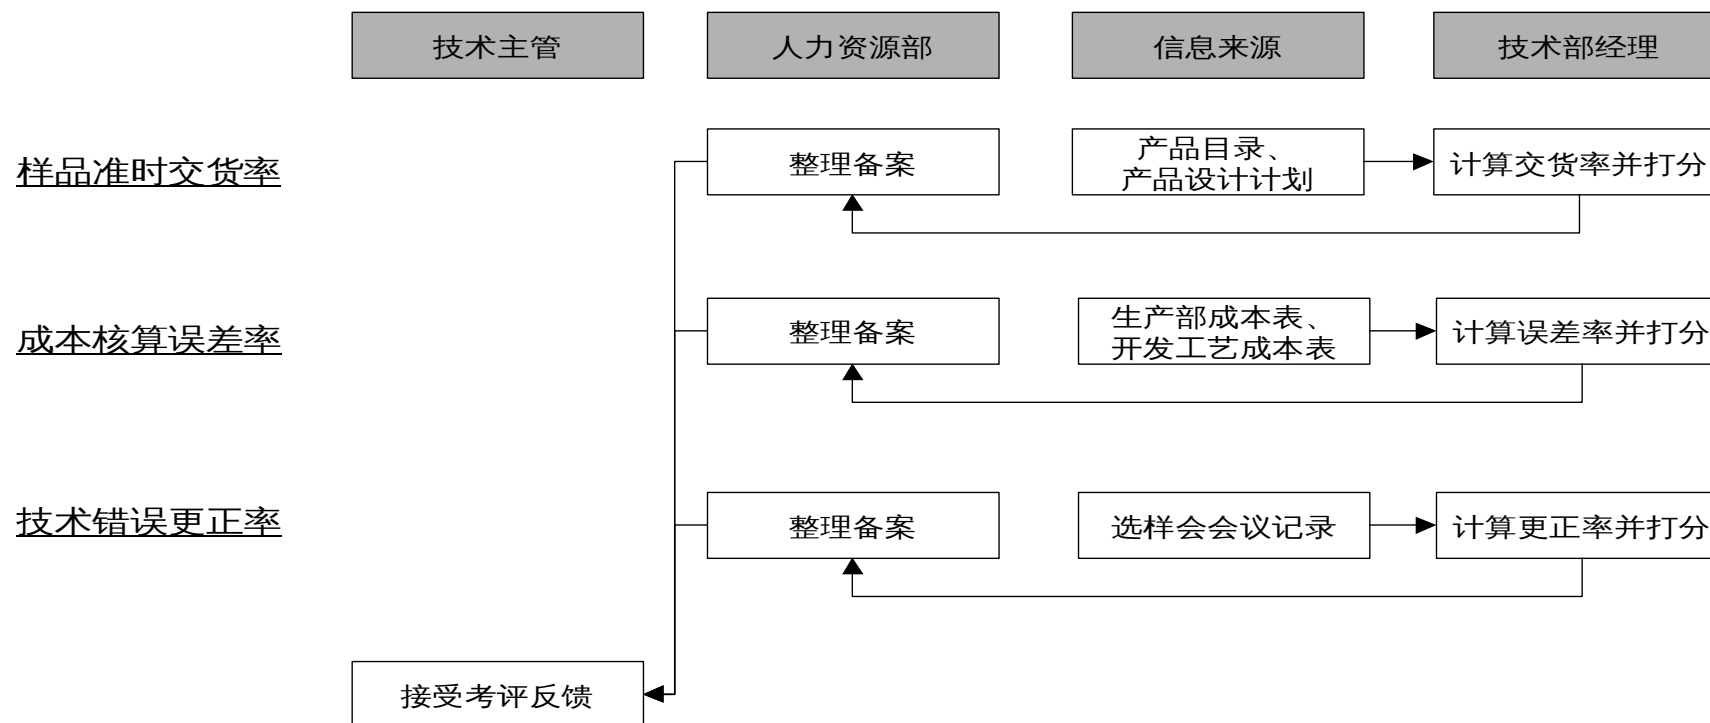 技术主管
人力资源部
信息来源
技术部经理
样品准时交货率
整理备案
产品目录、
产品设计计划
计算交货率并打分
成本核算误差率
整理备案
生产部成本表、
开发工艺成本表
计算误差率并打分
技术错误更正率
整理备案
选样会会议记录
计算更正率并打分
接受考评反馈